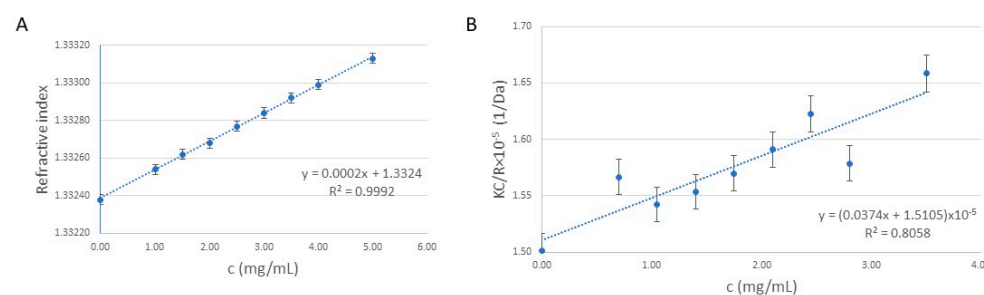 A
1.33320
1.33300
1.33280
1.33260
1.33240
1.33220
Refractive index
y = 0.0002x + 1.3324
R² = 0.9992
0.00 1.00 2.00 3.00 4.00 5.00 6.00
c (mg/mL)
B
1.70
1.65
1.60
1.55
1.50
KC/R×10⁻⁵ (1/Da)
y = (0.0374x + 1.5105)x10⁻⁵
R² = 0.8058
0.00 1.00 2.00 3.00 4.0
c (mg/mL)